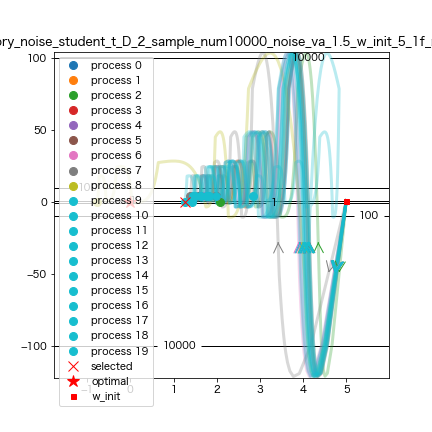 ory_noise_student_t_D_2_sample_num10000_noise_va_1.5_w_init_5_1f_
100
50
0
−50
−100
−1
0
1
2
3
4
5
10000
1
100
10000
process 0
process 1
process 2
process 3
process 4
process 5
process 6
process 7
process 8
process 9
process 10
process 11
process 12
process 13
process 14
process 15
process 16
process 17
process 18
process 19
selected
optimal
w_init